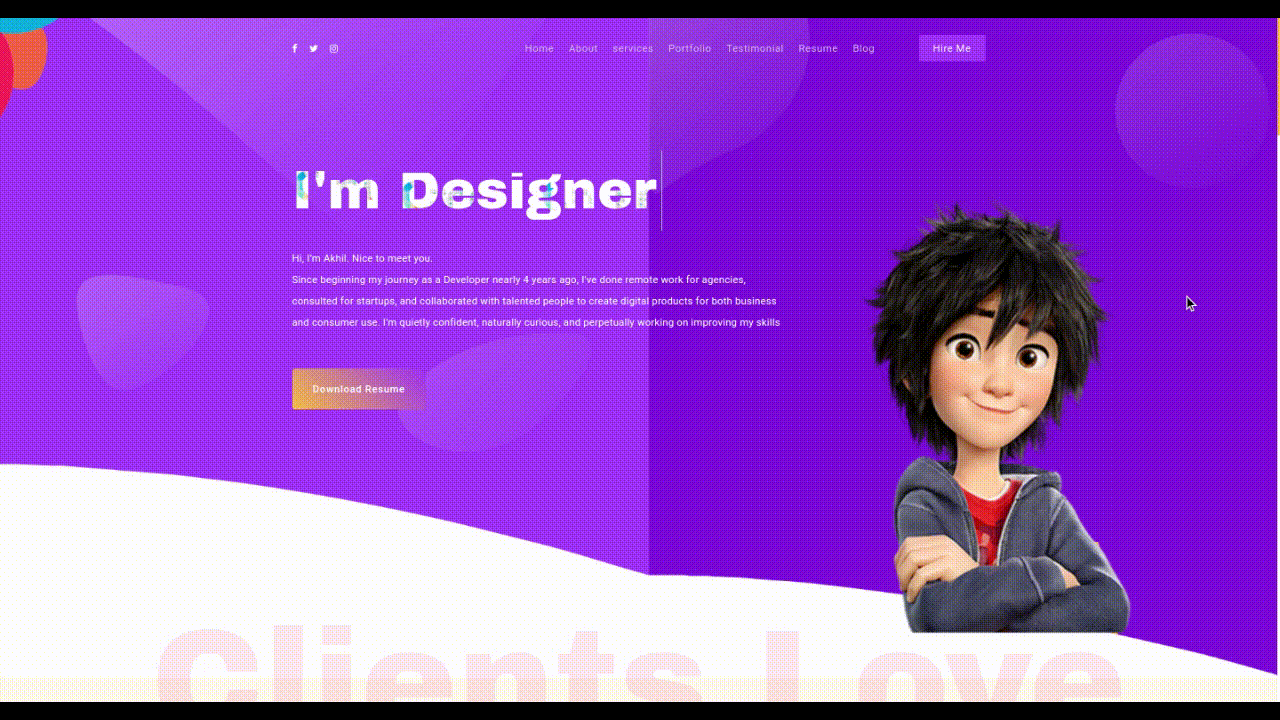 Home About services Portfolio Testimonial Resume Blog Hire Me
I'm Designer
Hi, I'm Akhil. Nice to meet you.
Since beginning my journey as a Developer nearly 4 years ago, I've done remote work for agencies,
consulted for startups, and collaborated with talented people to create digital products for both business
and consumer use. I'm quietly confident, naturally curious, and perpetually working on improving my skills
Download Resume
Clients Love